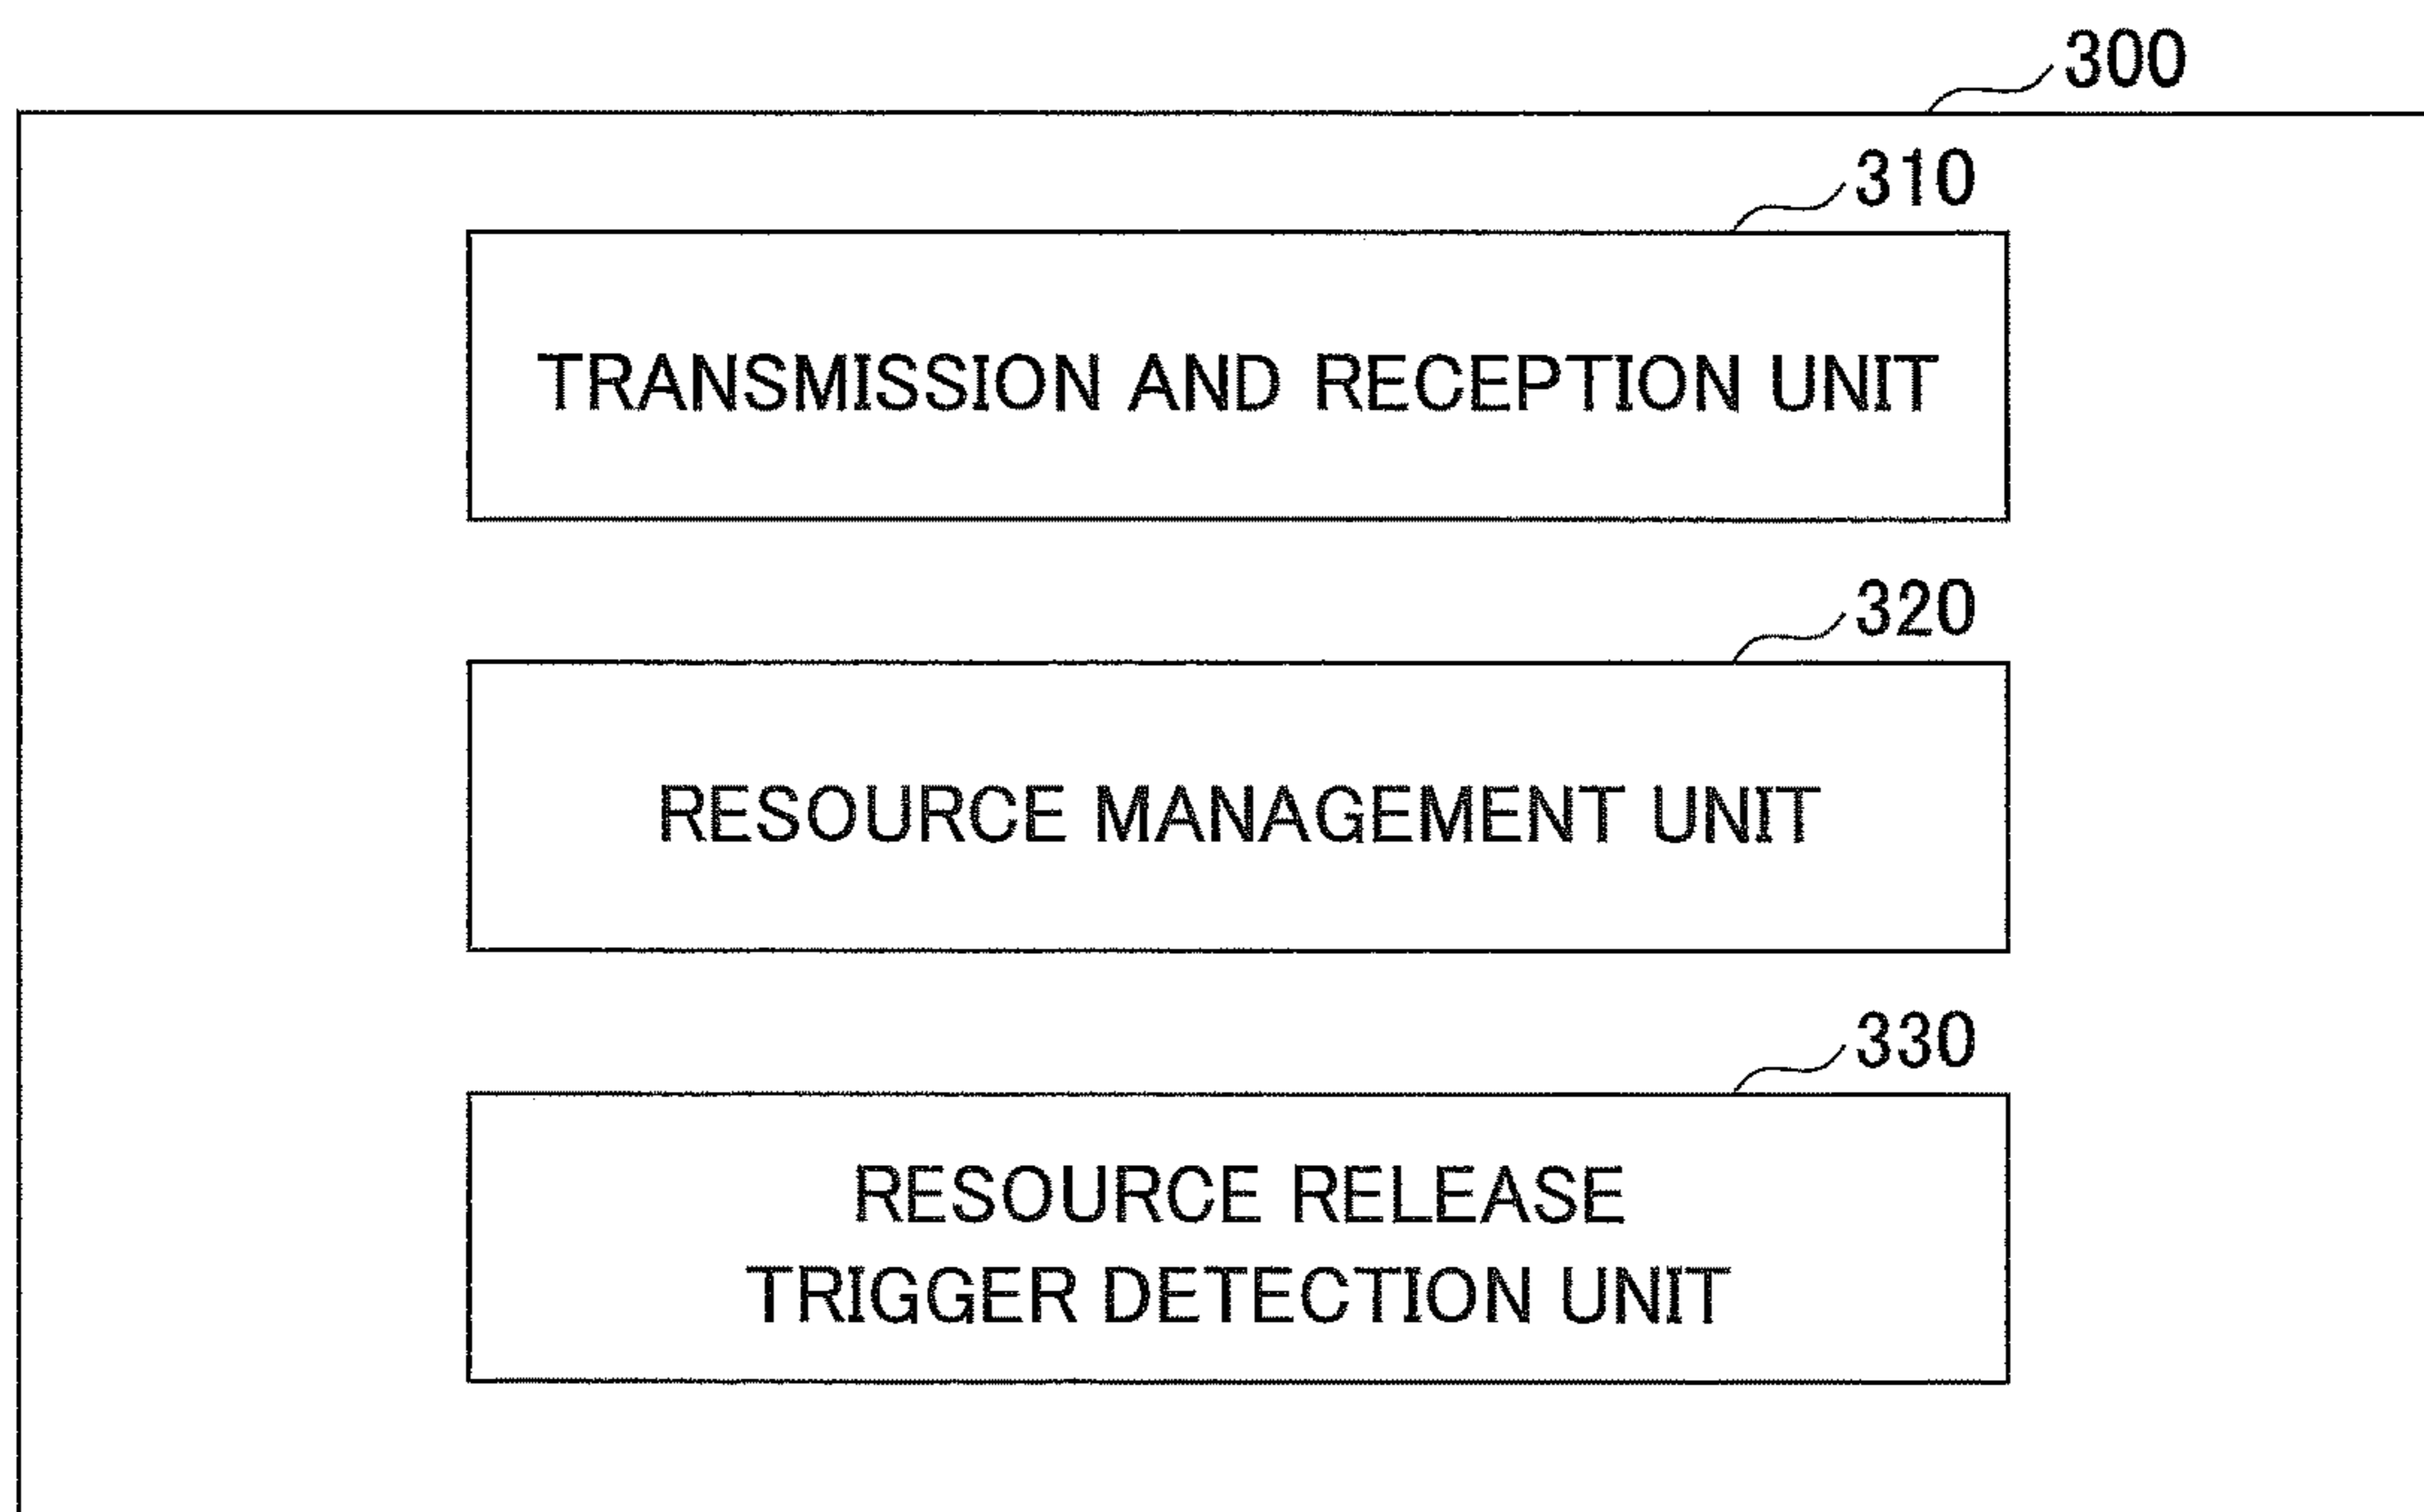 300
310
TRANSMISSION AND RECEPTION UNIT
320
RESOURCE MANAGEMENT UNIT
330
RESOURCE RELEASE
TRIGGER DETECTION UNIT